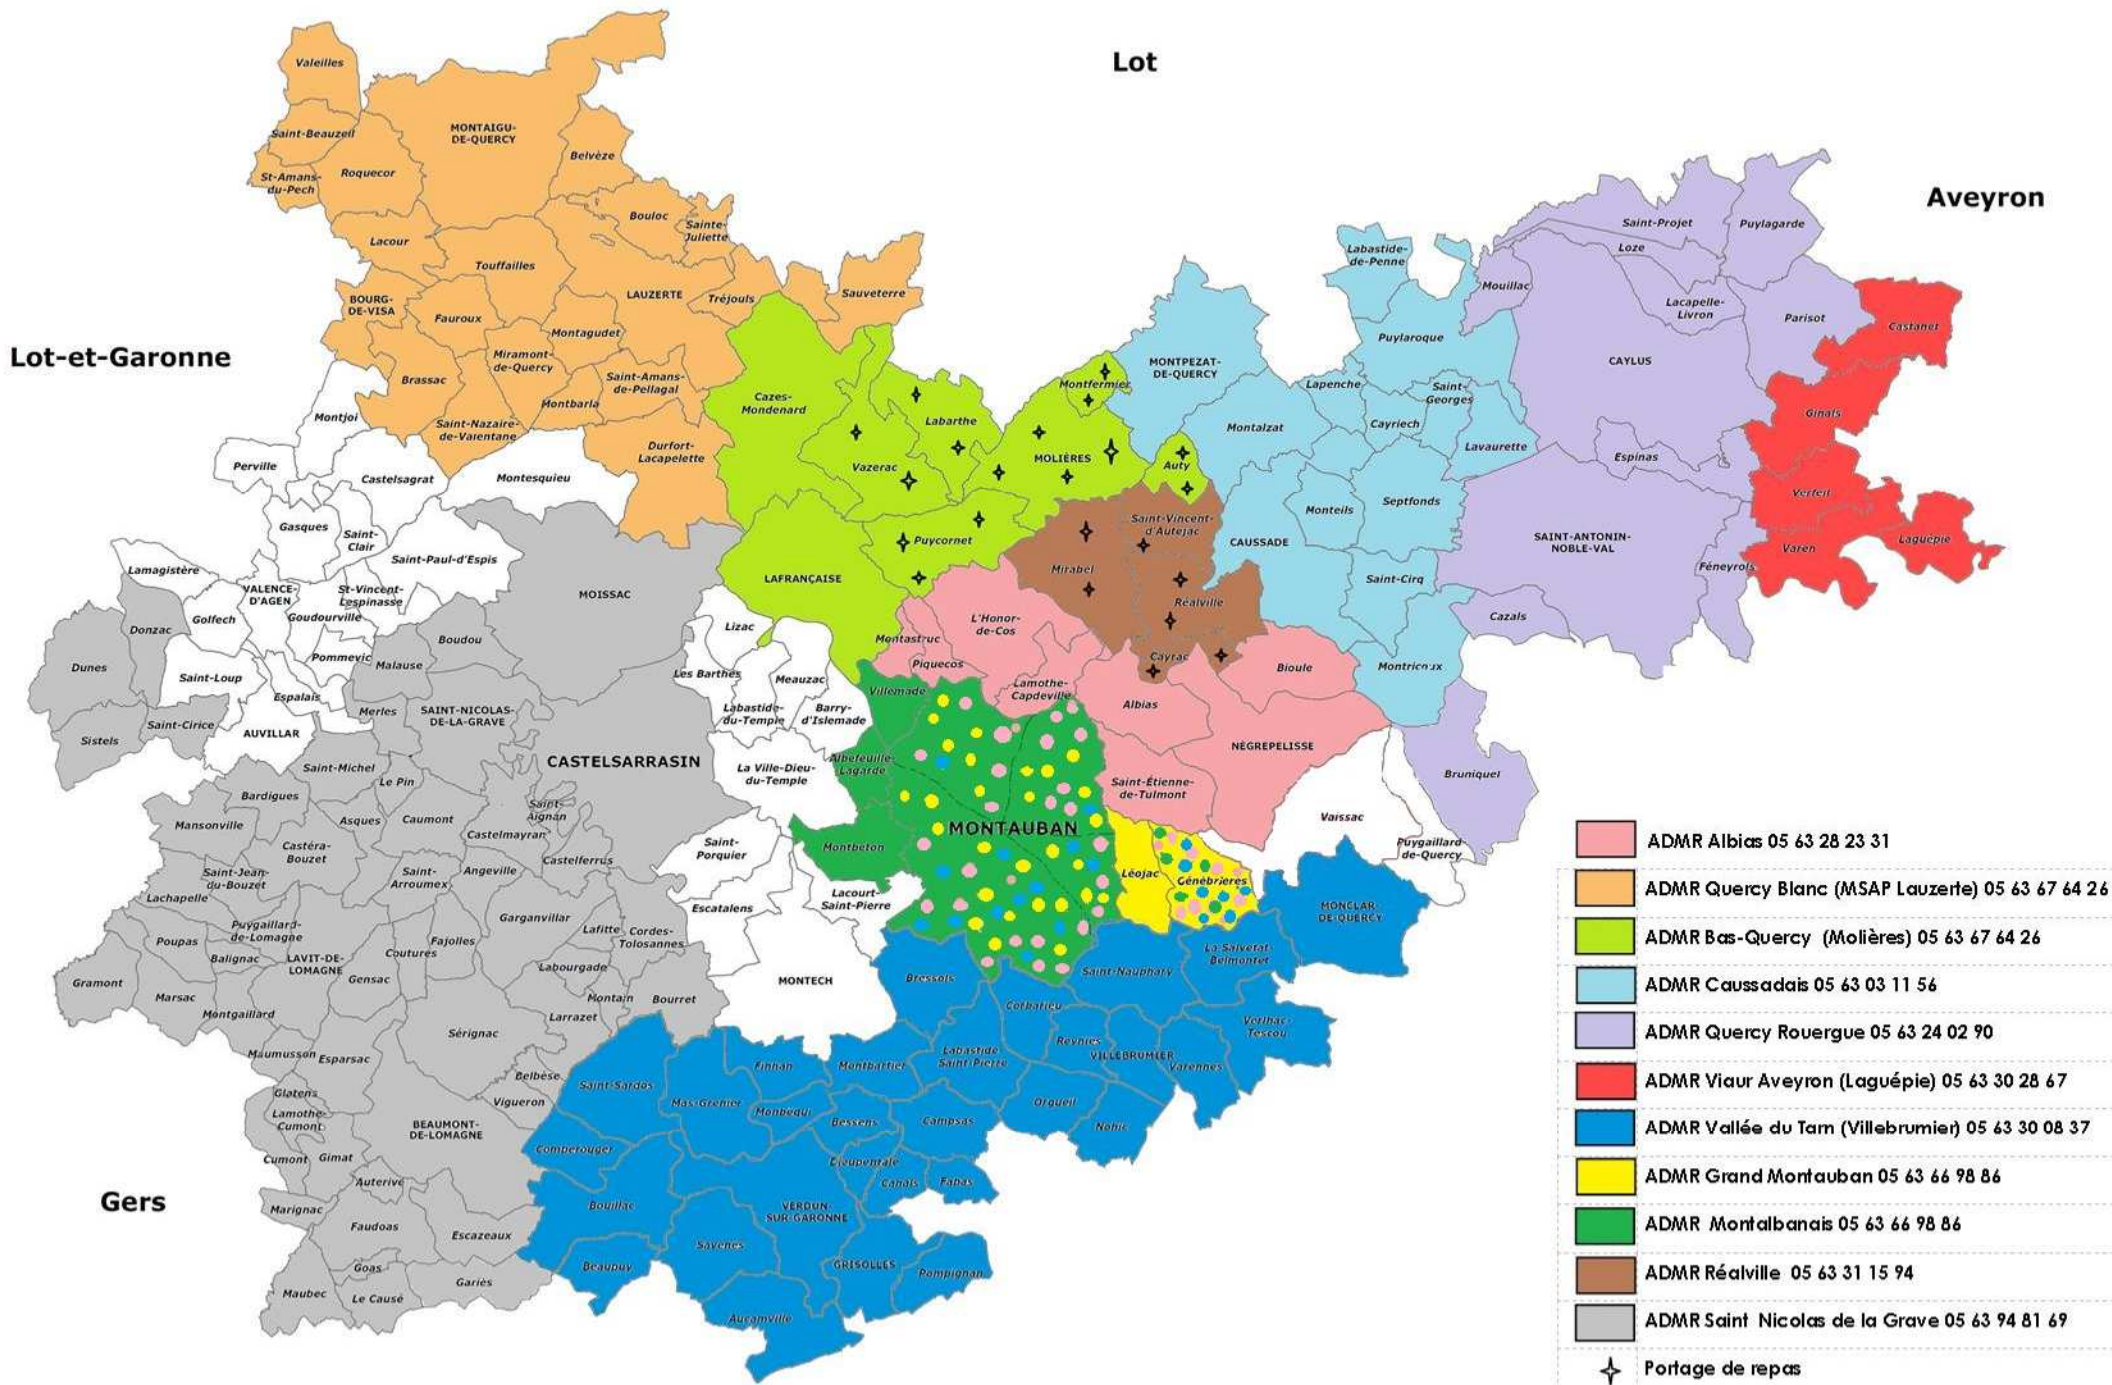 Lot
Aveyron
Lot-et-Garonne
Gers
Valeilles
Saint-Beauzeil
MONTAIGU-
DE-QUERCY
Belvèze
St-Amans-
du-Pech
Roquecor
Bouloc
Sainte-
Juliette
Lacour
Touffailles
LAUZERTE
Tréjouls
Sauveterre
BOURG-
DE-VISA
Fauroux
Montagudet
Miramont-
de-Quercy
Brassac
Saint-Amans-
de-Pellagal
Montbarla
Saint-Nazaire-
de-Valentane
Durfort-
Lacapelette
Montjoi
Perville
Castelsagrat
Montesquieu
Gasques
Saint-
Clair
Saint-Paul-d'Espis
Lamagistère
VALENCE-
D'AGEN
St-Vincent-
Lespinasse
Golfech
Goudourville
Pommevic
Donzac
Dunes
Saint-Loup
Espalais
AUVILLAR
Saint-Cirice
Sistels
Malause
Boudou
MOISSAC
Merles
SAINT-NICOLAS-
DE-LA-GRAVE
CASTELSARRASIN
Lizac
Les Barthes
Meauzac
Labastide-
du-Temple
Barry-
d'Islemade
La Ville-Dieu-
du-Temple
Saint-Michel
Le Pin
Bardigues
Saint-
Aignan
Mansonville
Asques
Caumont
Castelmayran
Castéra-
Bouzet
Castelferrus
Saint-Jean-
du-Bouzet
Saint-
Arroumex
Angeville
Lachapelle
Garganvillar
Puygaillard-
de-Lomagne
Lafitte
Cordes-
Tolosannes
Poupas
Balignac
LAVIT-DE-
LOMAGNE
Coutures
Fajolles
Gramont
Gensac
Labourgade
Marsac
Montain
Bourret
Montgaillard
Larrazet
Sérignac
Maumusson
Esparsac
Belbèse
Glatens
Vigueron
Lamothe-
Cumont
BEAUMONT-
DE-LOMAGNE
Cumont
Gimat
Auterive
Marignac
Faudoas
Escazeaux
Goas
Gariès
Maubec
Le Causé
Saint-
Porquier
Escatalens
Lacourt-
Saint-Pierre
MONTECH
Cazes-
Mondenard
Labarthe
Montfermier
Vazerac
MOLIÈRES
Auty
Puycornet
LAFRANÇAISE
MONTPEZAT-
DE-QUERCY
Labastide-
de-Penne
Puylaroque
Lapenche
Saint-
Georges
Montalzat
Cayriech
Lavaurette
Monteils
Septfonds
CAUSSADE
Saint-Cirq
Montricoux
Saint-Projet
Puylagarde
Loze
Mouillac
Lacapelle-
Livron
Parisot
CAYLUS
Espinas
SAINT-ANTONIN-
NOBLE-VAL
Féneyrols
Cazals
Bruniquel
Castanet
Ginals
Verfeil
Varen
Laguépie
Saint-Vincent-
d'Autejac
Mirabel
Réalville
Cayrac
L'Honor-
de-Cos
Montastruc
Piquecos
Lamothe-
Capdeville
Albias
Bioule
NÈGREPELISSE
Saint-Étienne-
de-Tulmont
Vaissac
Puygaillard-
de-Quercy
Villemade
Albefeuille-
Lagarde
MONTAUBAN
Montbeton
Léojac
Génébrières
MONCLAR-
DE-QUERCY
La Salvetat-
Belmontet
Saint-Nauphary
Bressols
Corbarieu
Verlhac-
Tescou
Reyniès
VILLEBRUMIER
Varennes
Labastide
Saint-Pierre
Montbartier
Finhan
Saint-Sardos
Mas-Grenier
Monbéqui
Bessens
Campsas
Orgueil
Nohic
Comberouger
Dieupentale
Canals
Fabas
Bouillac
VERDUN-
SUR-GARONNE
Savenès
Beaupuy
GRISOLLES
Pompignan
Aucamville
ADMR Albias 05 63 28 23 31
ADMR Quercy Blanc (MSAP Lauzerte) 05 63 67 64 26
ADMR Bas-Quercy (Molières) 05 63 67 64 26
ADMR Caussadais 05 63 03 11 56
ADMR Quercy Rouergue 05 63 24 02 90
ADMR Viaur Aveyron (Laguépie) 05 63 30 28 67
ADMR Vallée du Tarn (Villebrumier) 05 63 30 08 37
ADMR Grand Montauban 05 63 66 98 86
ADMR Montalbanais 05 63 66 98 86
ADMR Réalville 05 63 31 15 94
ADMR Saint Nicolas de la Grave 05 63 94 81 69
Portage de repas